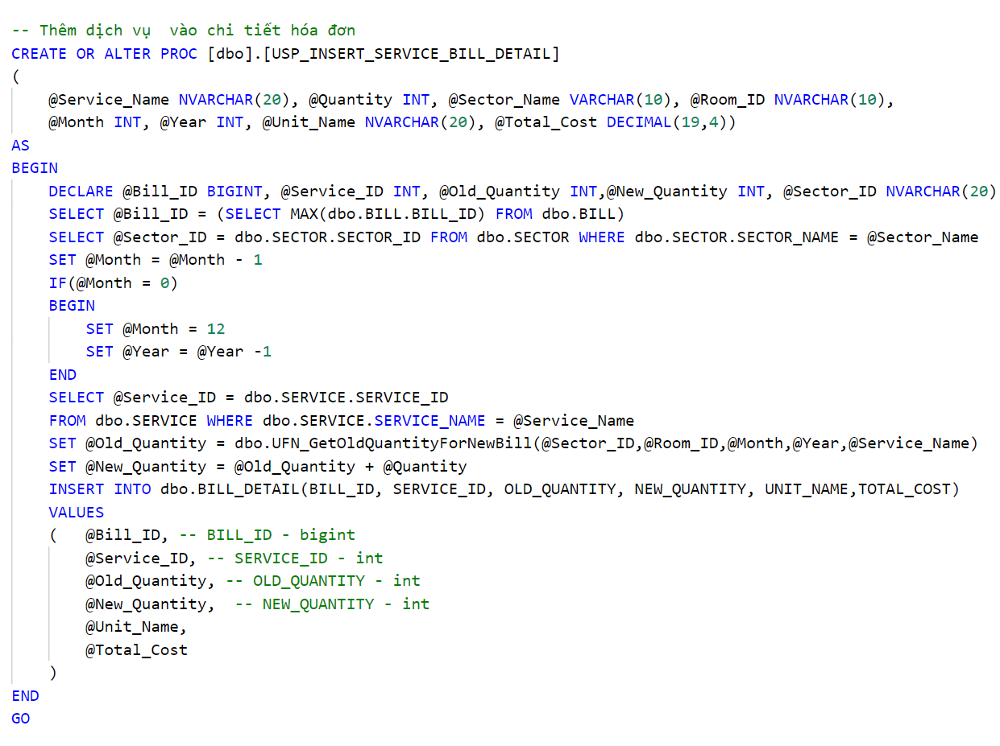 -- Thêm dịch vụ  vào chi tiết hóa đơn
CREATE OR ALTER PROC [dbo].[USP_INSERT_SERVICE_BILL_DETAIL]
(
    @Service_Name NVARCHAR(20), @Quantity INT, @Sector_Name VARCHAR(10), @Room_ID NVARCHAR(10),
    @Month INT, @Year INT, @Unit_Name NVARCHAR(20), @Total_Cost DECIMAL(19,4))
AS
BEGIN
    DECLARE @Bill_ID BIGINT, @Service_ID INT, @Old_Quantity INT,@New_Quantity INT, @Sector_ID NVARCHAR(20)
    SELECT @Bill_ID = (SELECT MAX(dbo.BILL.BILL_ID) FROM dbo.BILL)
    SELECT @Sector_ID = dbo.SECTOR.SECTOR_ID FROM dbo.SECTOR WHERE dbo.SECTOR.SECTOR_NAME = @Sector_Name
    SET @Month = @Month - 1
    IF(@Month = 0)
    BEGIN
        SET @Month = 12
        SET @Year = @Year -1
    END
    SELECT @Service_ID = dbo.SERVICE.SERVICE_ID
    FROM dbo.SERVICE WHERE dbo.SERVICE.SERVICE_NAME = @Service_Name
    SET @Old_Quantity = dbo.UFN_GetOldQuantityForNewBill(@Sector_ID,@Room_ID,@Month,@Year,@Service_Name)
    SET @New_Quantity = @Old_Quantity + @Quantity
    INSERT INTO dbo.BILL_DETAIL(BILL_ID, SERVICE_ID, OLD_QUANTITY, NEW_QUANTITY, UNIT_NAME,TOTAL_COST)
    VALUES
    (   @Bill_ID, -- BILL_ID - bigint
        @Service_ID, -- SERVICE_ID - int
        @Old_Quantity, -- OLD_QUANTITY - int
        @New_Quantity,  -- NEW_QUANTITY - int
        @Unit_Name,
        @Total_Cost
    )
END
GO